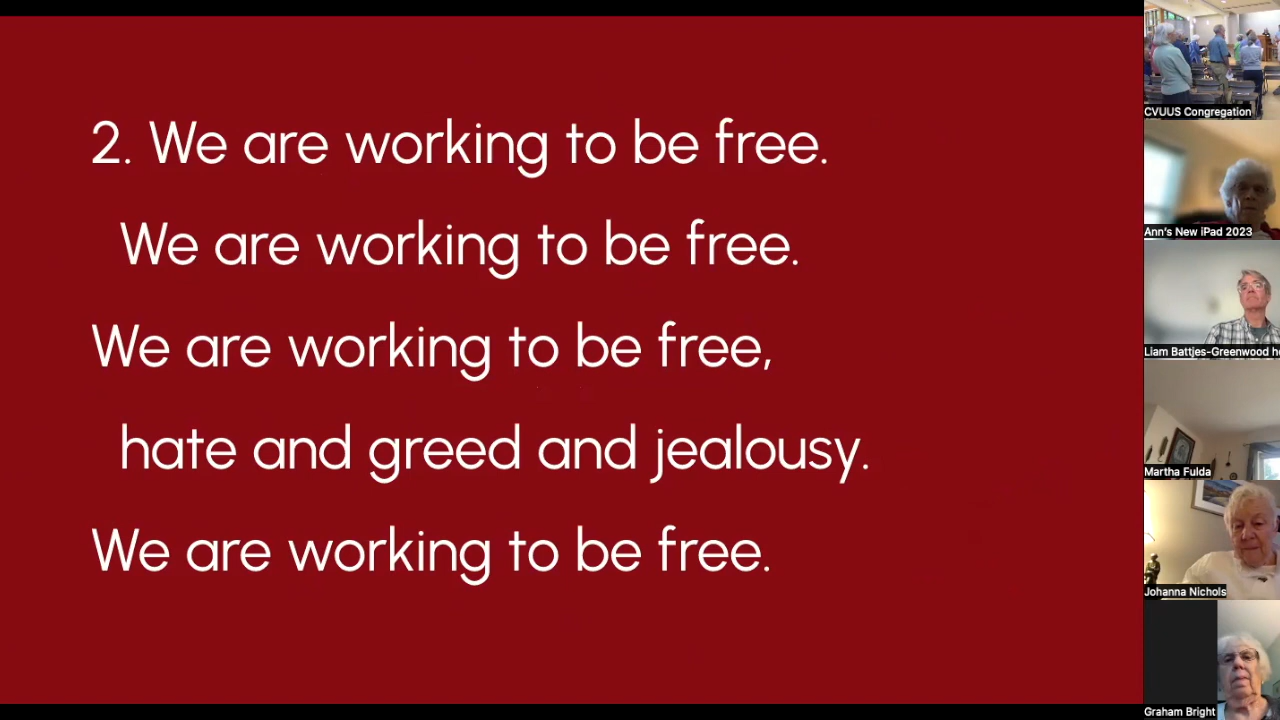 2. We are working to be free.
We are working to be free.
We are working to be free,
hate and greed and jealousy.
We are working to be free.
CVUUS Congregation
Ann's New iPad 2023
Liam Battjes-Greenwood h
Martha Fulda
Johanna Nichols
Graham Bright